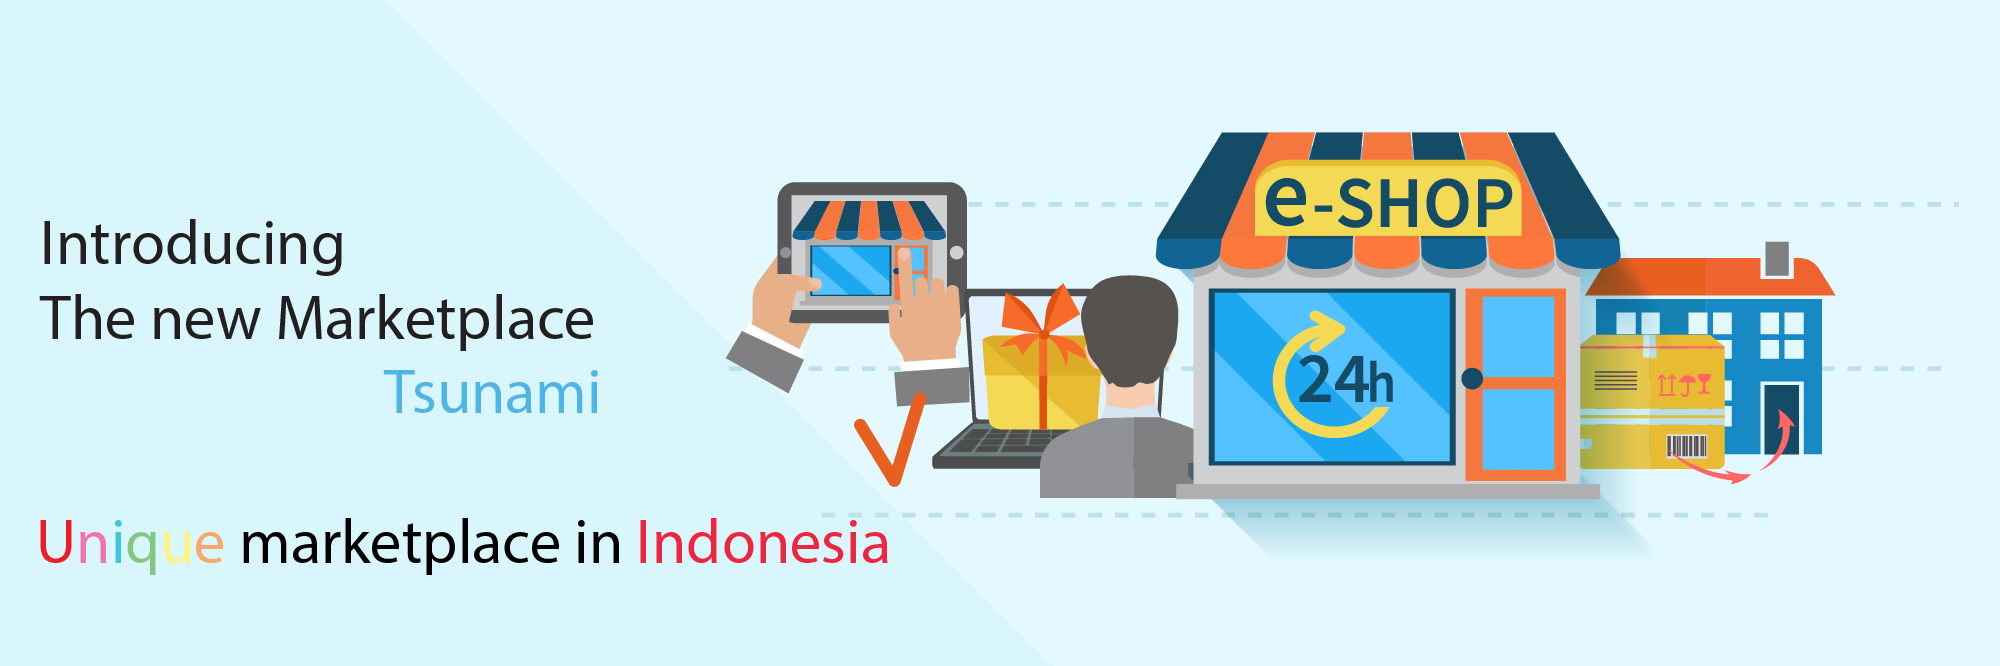 Introducing
The new Marketplace
Tsunami
Unique marketplace in Indonesia
e-SHOP
24h